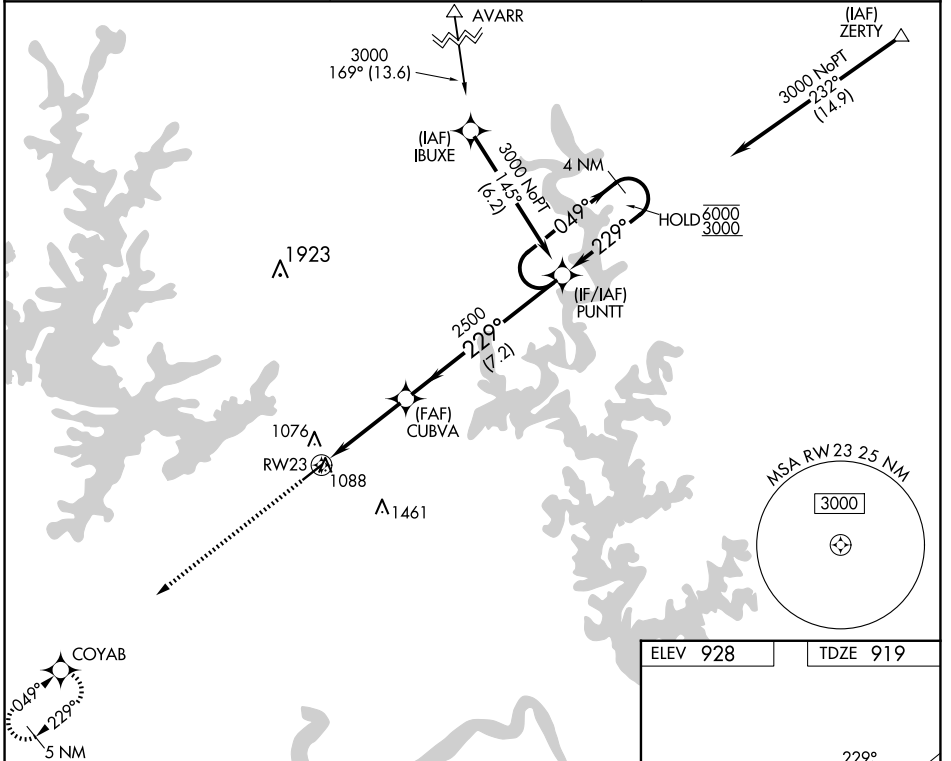 AVARR
3000
169° (13.6)
(IAF)
ZERTY
3000 NoPT
232°
(14.9)
(IAF)
IBUXE
3000 NoPT
145°
(6.2)
4 NM
049°
229°
HOLD 6000
3000
1923
(IF/IAF)
PUNTT
2500
229°
(7.2)
(FAF)
CUBVA
1076
RW23
1088
1461
MSA RW 23 25 NM
3000
COYAB
049°
229°
5 NM
ELEV 928
TDZE 919
229°